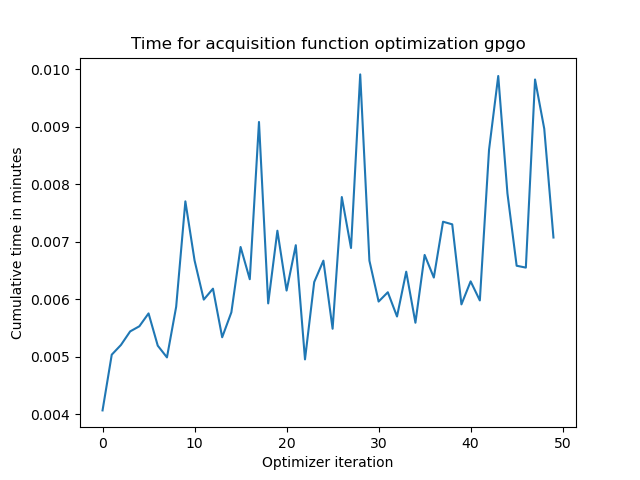 Time for acquisition function optimization gpgo
0.010
0.009
0.008
0.007
0.006
0.005
0.004
Cumulative time in minutes
0 10 20 30 40 50
Optimizer iteration